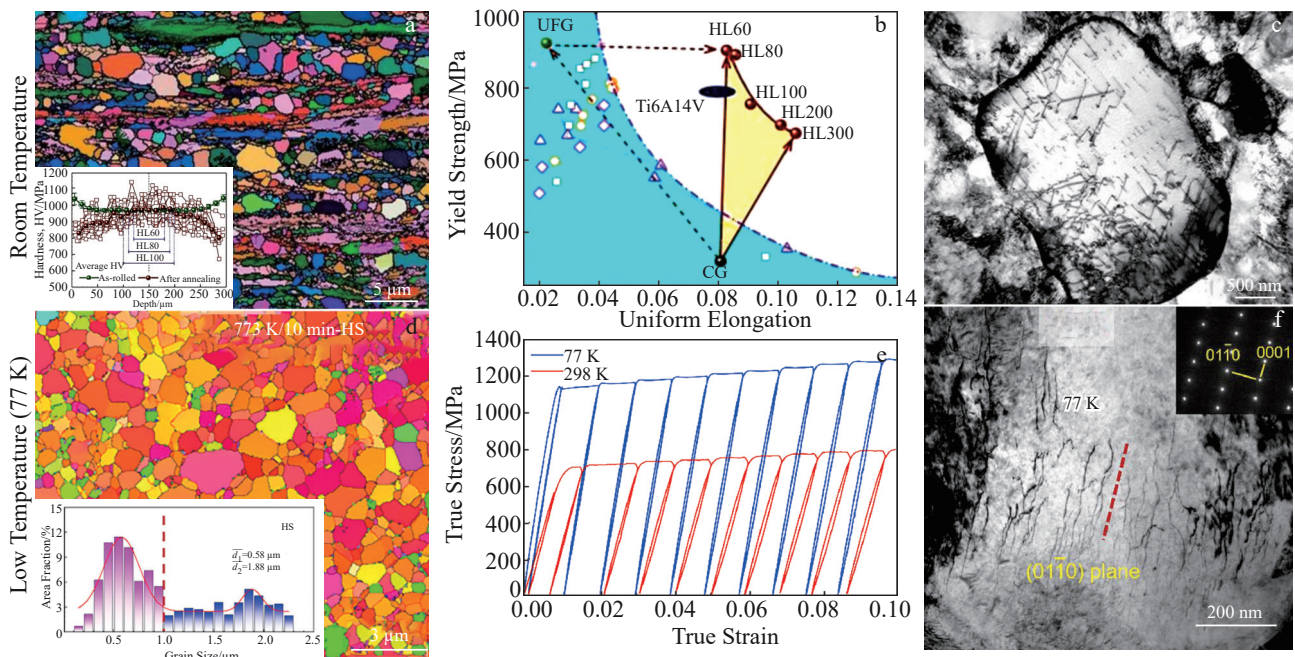 Room Temperature
a
1200
1100
1000
900
800
700
600
500
Hardness, HV/MPa
HL60
HL80
HL100
Average HV
As-rolled
After annealing
0 50 100 150 200 250 300
Depth/μm
5 μm
b
1000
800
600
400
Yield Strength/MPa
UFG
HL60
HL80
HL100
HL200
HL300
Ti6A14V
CG
0.02 0.04 0.06 0.08 0.10 0.12 0.14
Uniform Elongation
c
500 nm
Low Temperature (77 K)
773 K/10 min-HS
d
15
12
9
6
3
0
Area Fraction/%
HS
d1=0.58 μm
d2=1.88 μm
0.5 1.0 1.5 2.0 2.5
Grain Size/μm
3 μm
e
77 K
298 K
1400
1200
1000
800
600
400
200
0
True Stress/MPa
0.00 0.02 0.04 0.06 0.08 0.10
True Strain
f
011̄0
0001
77 K
(011̄0) plane
200 nm